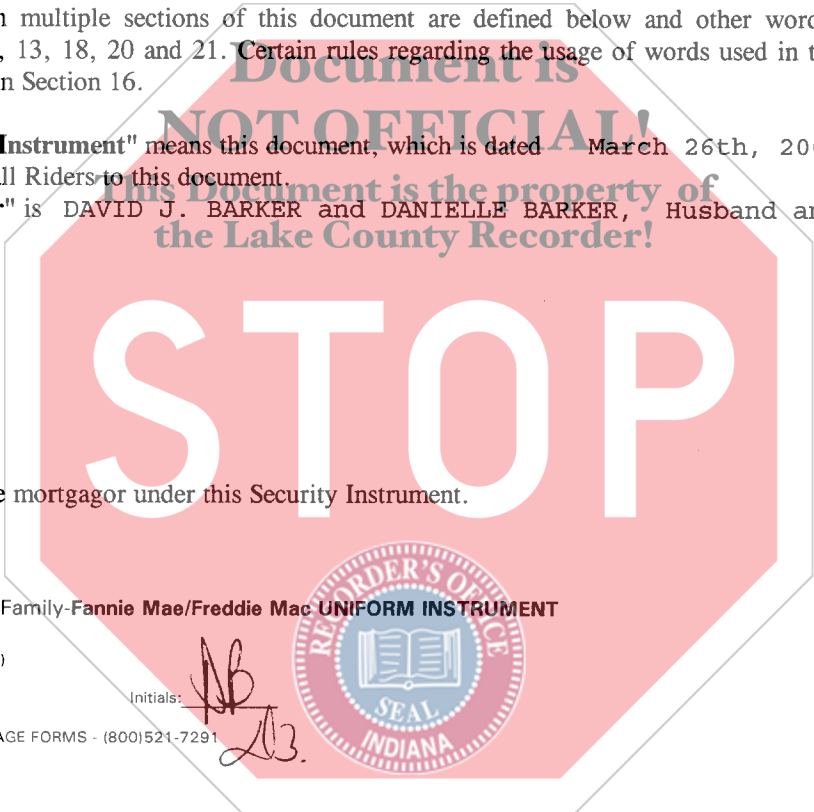 multiple sections of this document are defined below and other word
, 13, 18, 20 and 21. Certain rules regarding the usage of words used in t
n Section 16.
Document is
NOT OFFICIAL!
This Document is the property of
the Lake County Recorder!
Instrument" means this document, which is dated March 26th, 20
ll Riders to this document.
" is DAVID J. BARKER and DANIELLE BARKER, Husband an
STOP
e mortgagor under this Security Instrument.
Family-Fannie Mae/Freddie Mac UNIFORM INSTRUMENT
)
Initials: DB
DB.
AGE FORMS - (800)521-7291
RECORDER'S OFFICE
SEAL
INDIANA